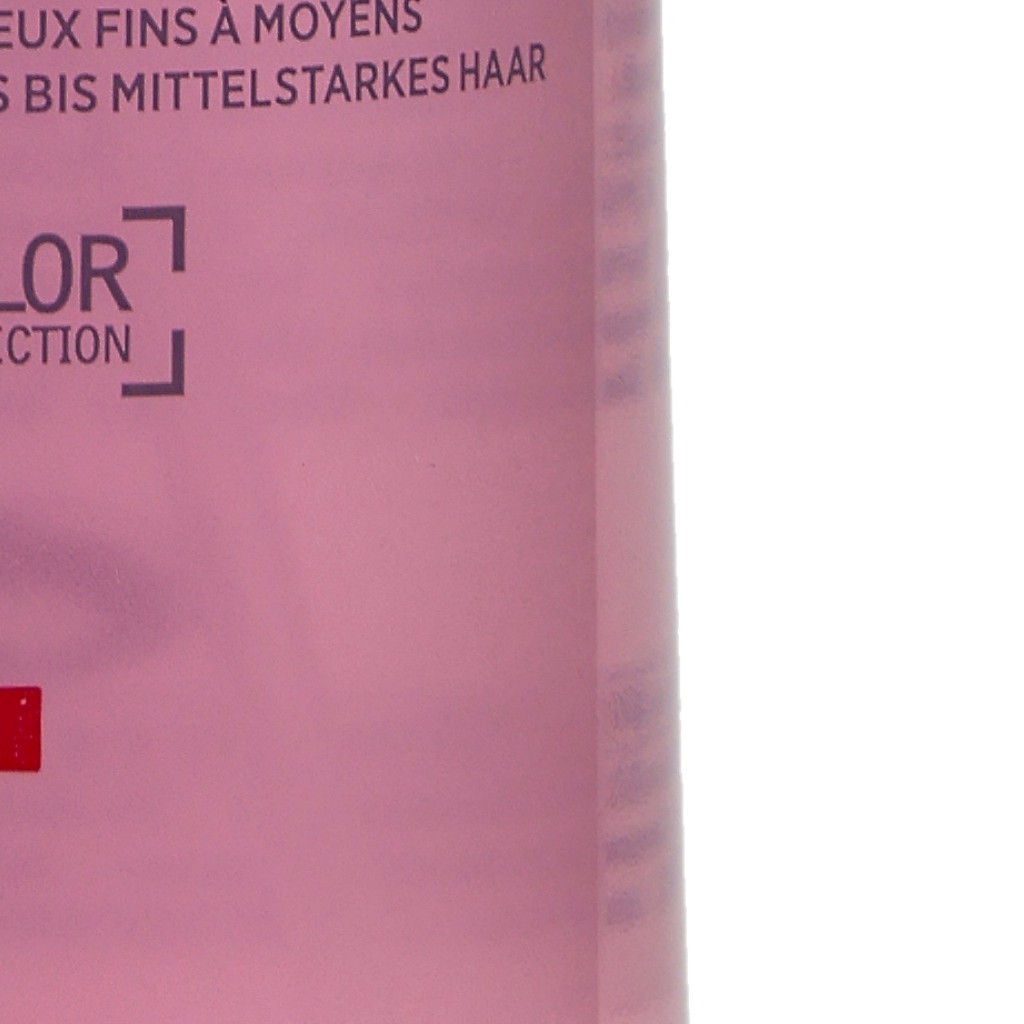 EUX FINS À MOYENS
S BIS MITTELSTARKES HAAR
LOR
ECTION